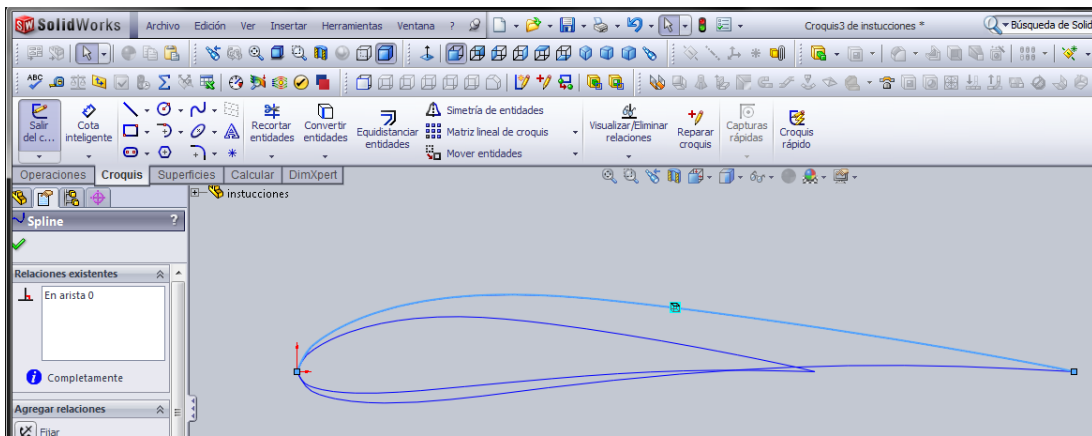 SolidWorks Archivo Edición Ver Insertar Herramientas Ventana ? Croquis3 de instucciones * Búsqueda de Solid
ABC
Salir del c...
Cota inteligente
Recortar entidades
Convertir entidades
Equidistanciar entidades
Simetría de entidades
Matriz lineal de croquis
Mover entidades
Visualizar/Eliminar relaciones
Reparar croquis
Capturas rápidas
Croquis rápido
Operaciones Croquis Superficies Calcular DimXpert
instucciones
Spline ?
Relaciones existentes
En arista 0
Completamente
Agregar relaciones
Fijar